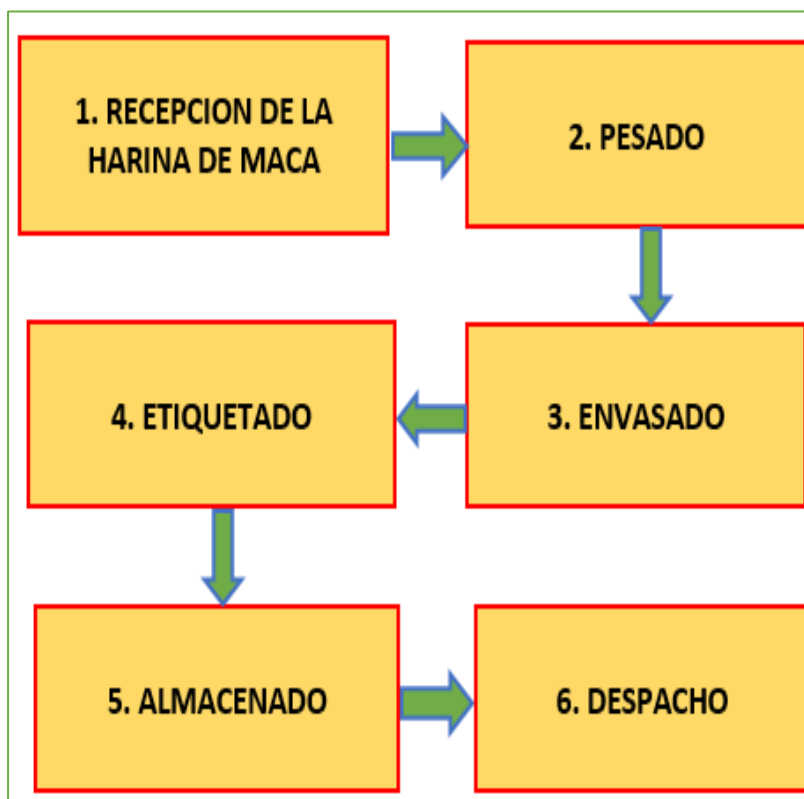 1. RECEPCION DE LA
HARINA DE MACA
2. PESADO
3. ENVASADO
4. ETIQUETADO
5. ALMACENADO
6. DESPACHO